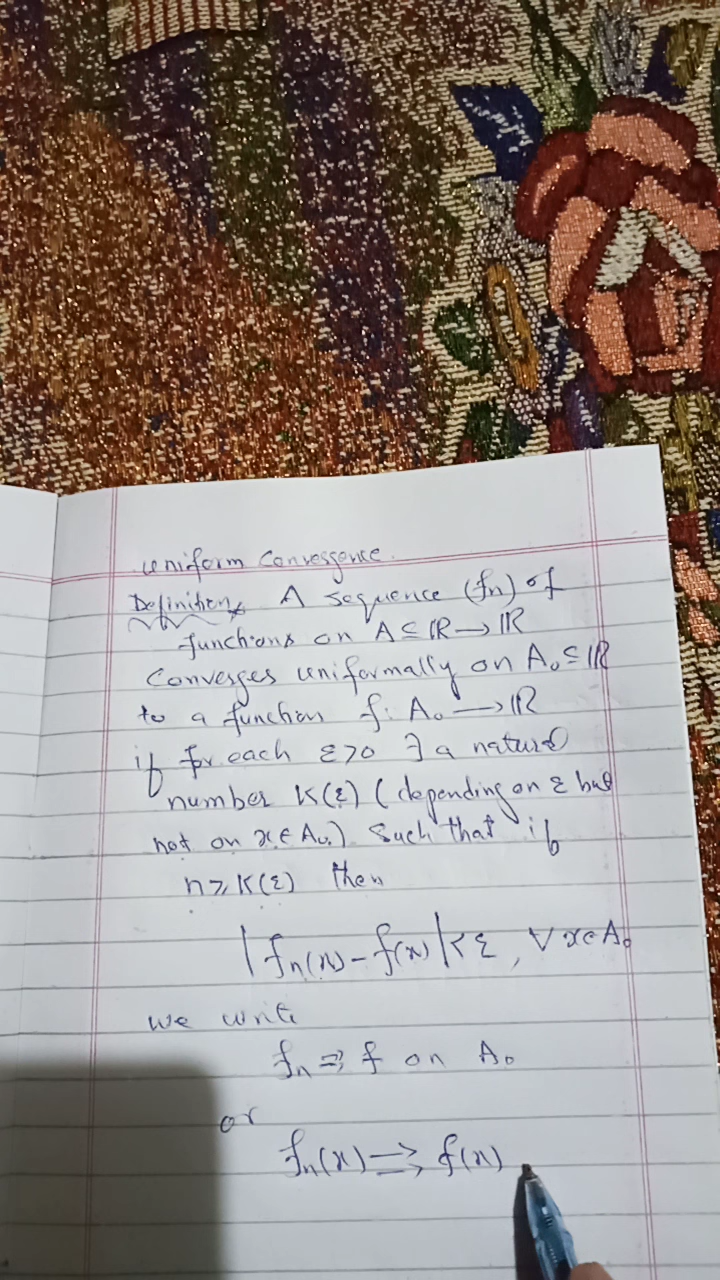 Uniform Convergence.
Definition A sequence (fn) of
functions on A ⊆ ℝ → ℝ
Converges uniformally on A₀ ⊆ ℝ
to a function f: A₀ → ℝ
if for each ε>0 ∃ a natural
number K(ε) (depending on ε but
not on x ∈ A₀) Such that if
n ≥ K(ε) then
|fn(x) - f(x)| < ε, ∀ x ∈ A₀
we write
fn ⇉ f on A₀
or
fn(x) ⇉ f(x)